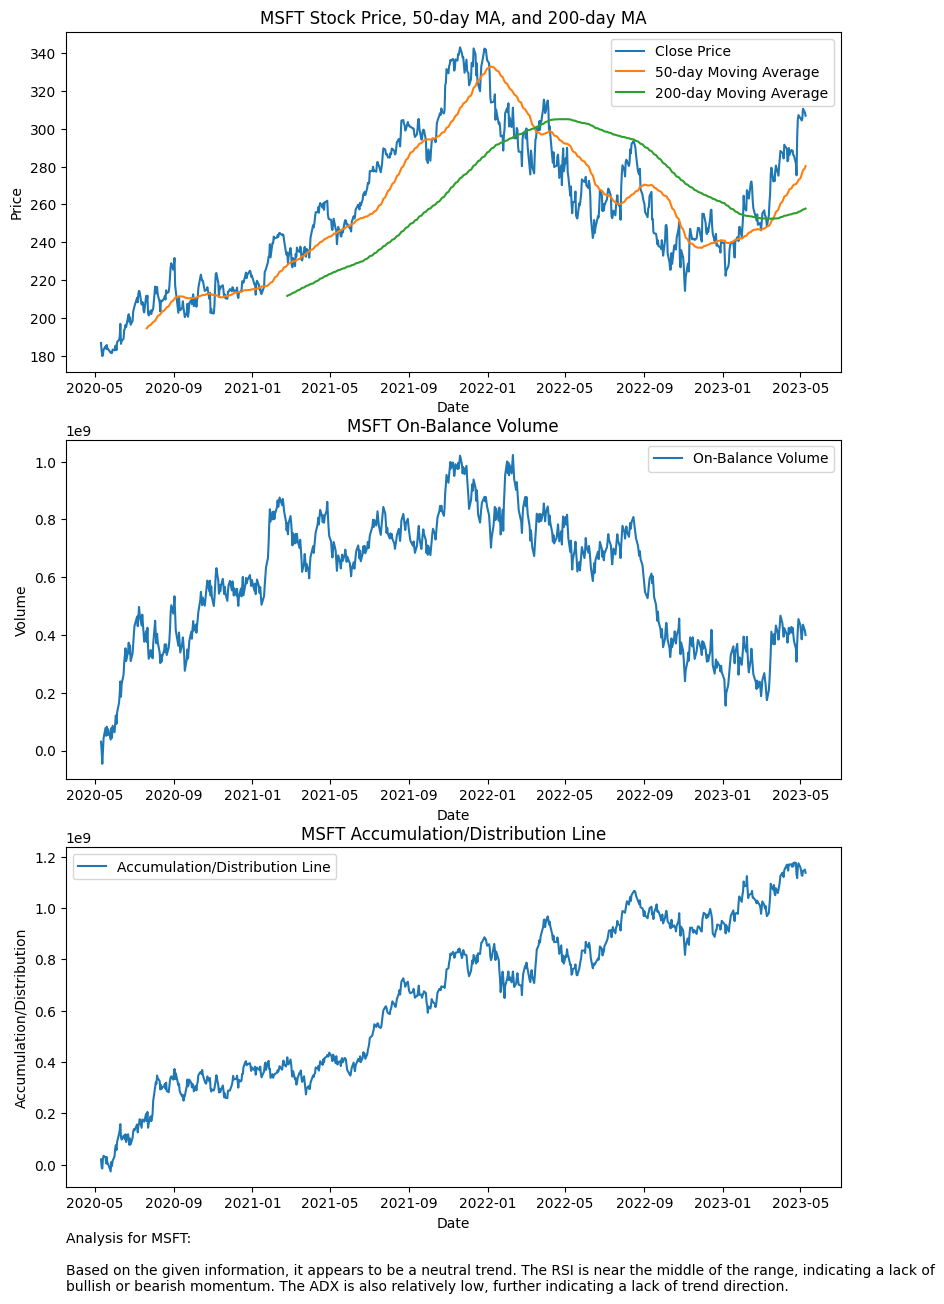 MSFT Stock Price, 50-day MA, and 200-day MA
Close Price
50-day Moving Average
200-day Moving Average
Price
340
320
300
280
260
240
220
200
180
2020-05 2020-09 2021-01 2021-05 2021-09 2022-01 2022-05 2022-09 2023-01 2023-05
Date
MSFT On-Balance Volume
1e9
On-Balance Volume
Volume
1.0
0.8
0.6
0.4
0.2
0.0
2020-05 2020-09 2021-01 2021-05 2021-09 2022-01 2022-05 2022-09 2023-01 2023-05
Date
MSFT Accumulation/Distribution Line
1e9
Accumulation/Distribution Line
Accumulation/Distribution
1.2
1.0
0.8
0.6
0.4
0.2
0.0
2020-05 2020-09 2021-01 2021-05 2021-09 2022-01 2022-05 2022-09 2023-01 2023-05
Date
Analysis for MSFT:
Based on the given information, it appears to be a neutral trend. The RSI is near the middle of the range, indicating a lack of
bullish or bearish momentum. The ADX is also relatively low, further indicating a lack of trend direction.